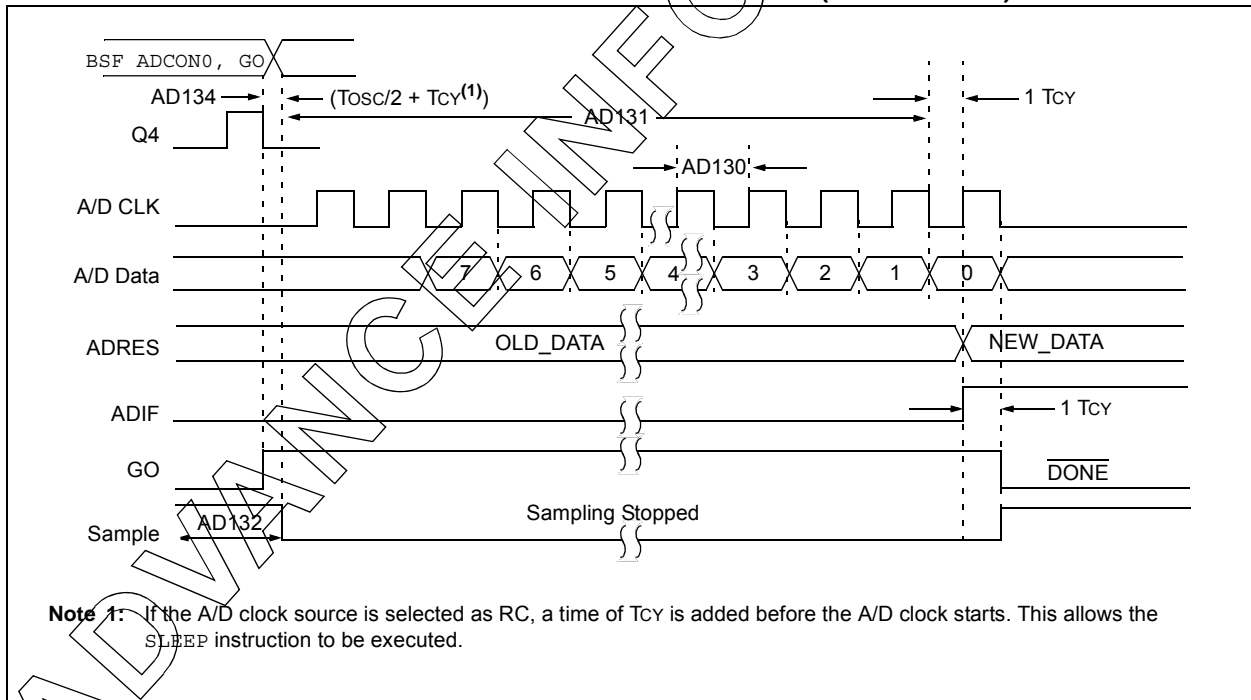 BSF ADCON0, GO
AD134 (TOSC/2 + TCY(1)) 1 TCY
AD131
Q4
AD130
A/D CLK
A/D Data 7 6 5 4 3 2 1 0
ADRES OLD_DATA NEW_DATA
ADIF 1 TCY
GO DONE
Sample AD132 Sampling Stopped
Note 1: If the A/D clock source is selected as RC, a time of TCY is added before the A/D clock starts. This allows the
SLEEP instruction to be executed.
ADVANCE INFO